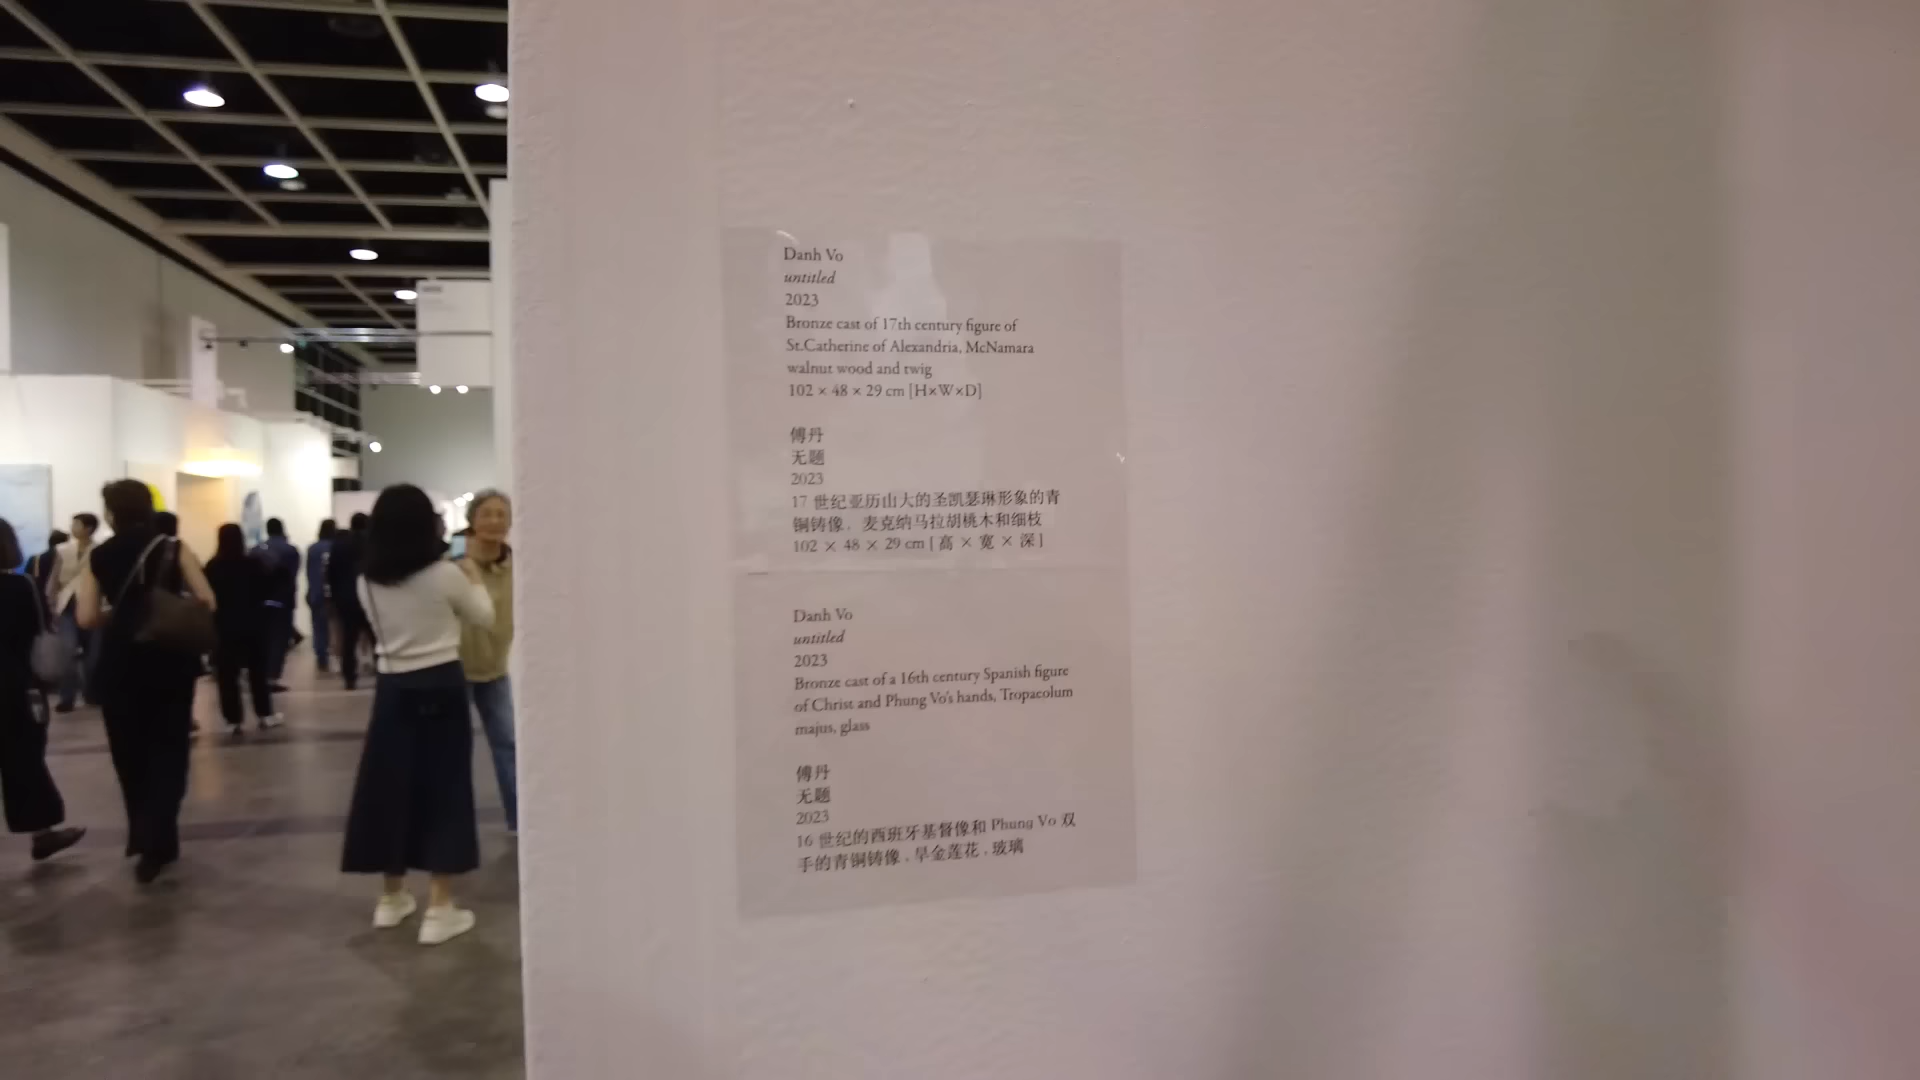 Danh Vo
untitled
2023
Bronze cast of 17th century figure of
St.Catherine of Alexandria, McNamara
walnut wood and twig
102 × 48 × 29 cm [H×W×D]
傅丹
无题
2023
17 世纪亚历山大的圣凯瑟琳形象的青
铜铸像，麦克纳马拉胡桃木和细枝
102 × 48 × 29 cm [ 高 × 宽 × 深 ]
Danh Vo
untitled
2023
Bronze cast of a 16th century Spanish figure
of Christ and Phung Vo's hands, Tropaeolum
majus, glass
傅丹
无题
2023
16 世纪的西班牙基督像和 Phung Vo 双
手的青铜铸像，旱金莲花，玻璃